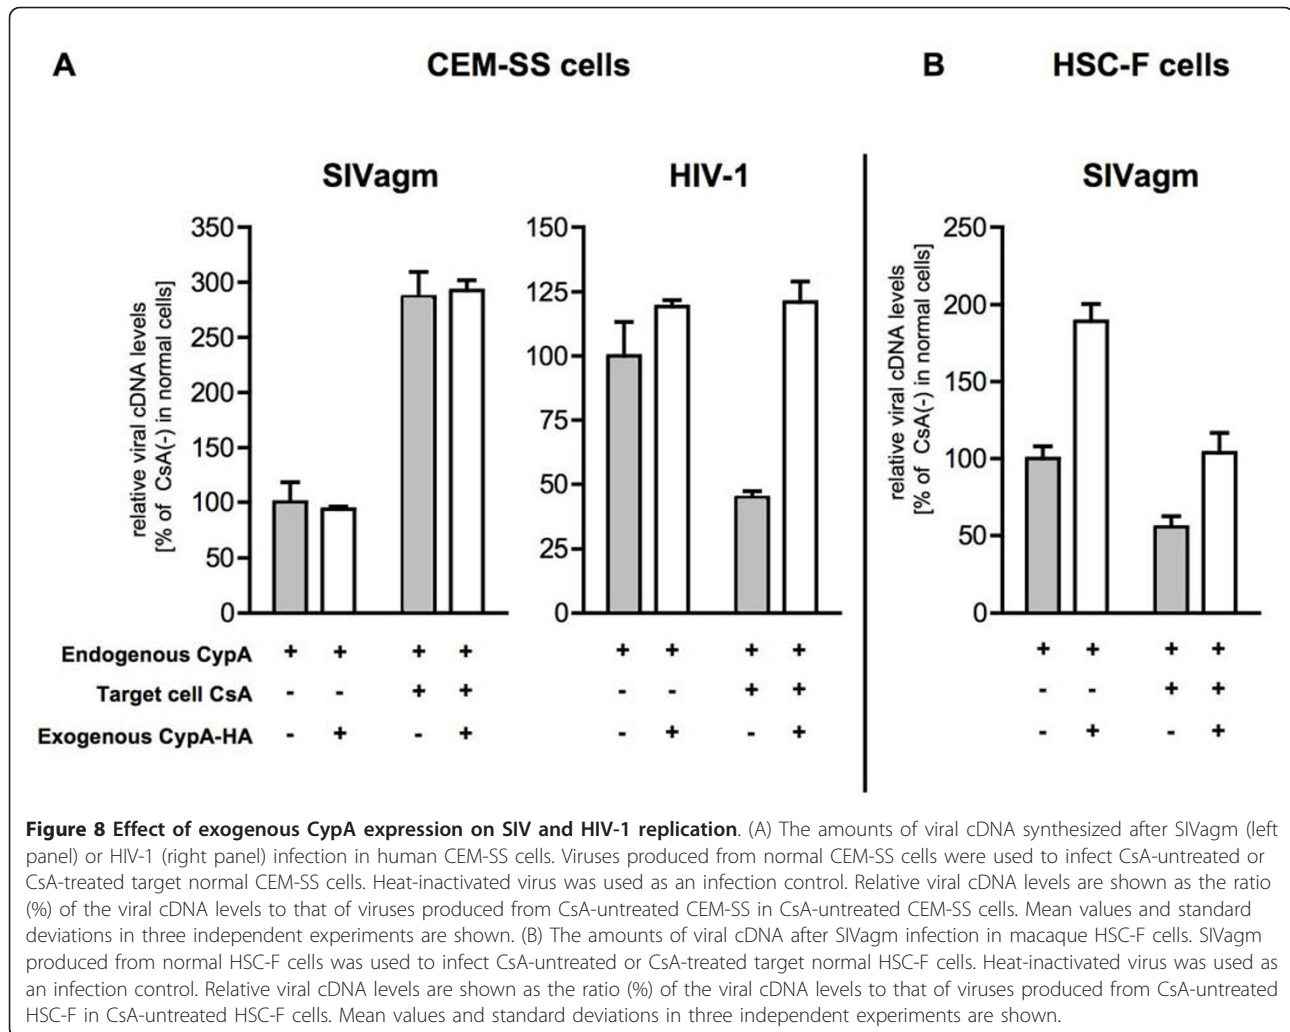 A
CEM-SS cells
B
HSC-F cells
SIVagm
HIV-1
SIVagm
relative viral cDNA levels
[% of CsA(-) in normal cells]
350
300
250
200
150
100
50
0
150
125
100
75
50
25
0
relative viral cDNA levels
[% of CsA(-) in normal cells]
250
200
150
100
50
0
Endogenous CypA + + + + + + + + + + + +
Target cell CsA - - + + - - + + - - + +
Exogenous CypA-HA - + - + - + - + - + - +
Figure 8 Effect of exogenous CypA expression on SIV and HIV-1 replication. (A) The amounts of viral cDNA synthesized after SIVagm (left
panel) or HIV-1 (right panel) infection in human CEM-SS cells. Viruses produced from normal CEM-SS cells were used to infect CsA-untreated or
CsA-treated target normal CEM-SS cells. Heat-inactivated virus was used as an infection control. Relative viral cDNA levels are shown as the ratio
(%) of the viral cDNA levels to that of viruses produced from CsA-untreated CEM-SS in CsA-untreated CEM-SS cells. Mean values and standard
deviations in three independent experiments are shown. (B) The amounts of viral cDNA after SIVagm infection in macaque HSC-F cells. SIVagm
produced from normal HSC-F cells was used to infect CsA-untreated or CsA-treated target normal HSC-F cells. Heat-inactivated virus was used as
an infection control. Relative viral cDNA levels are shown as the ratio (%) of the viral cDNA levels to that of viruses produced from CsA-untreated
HSC-F in CsA-untreated HSC-F cells. Mean values and standard deviations in three independent experiments are shown.